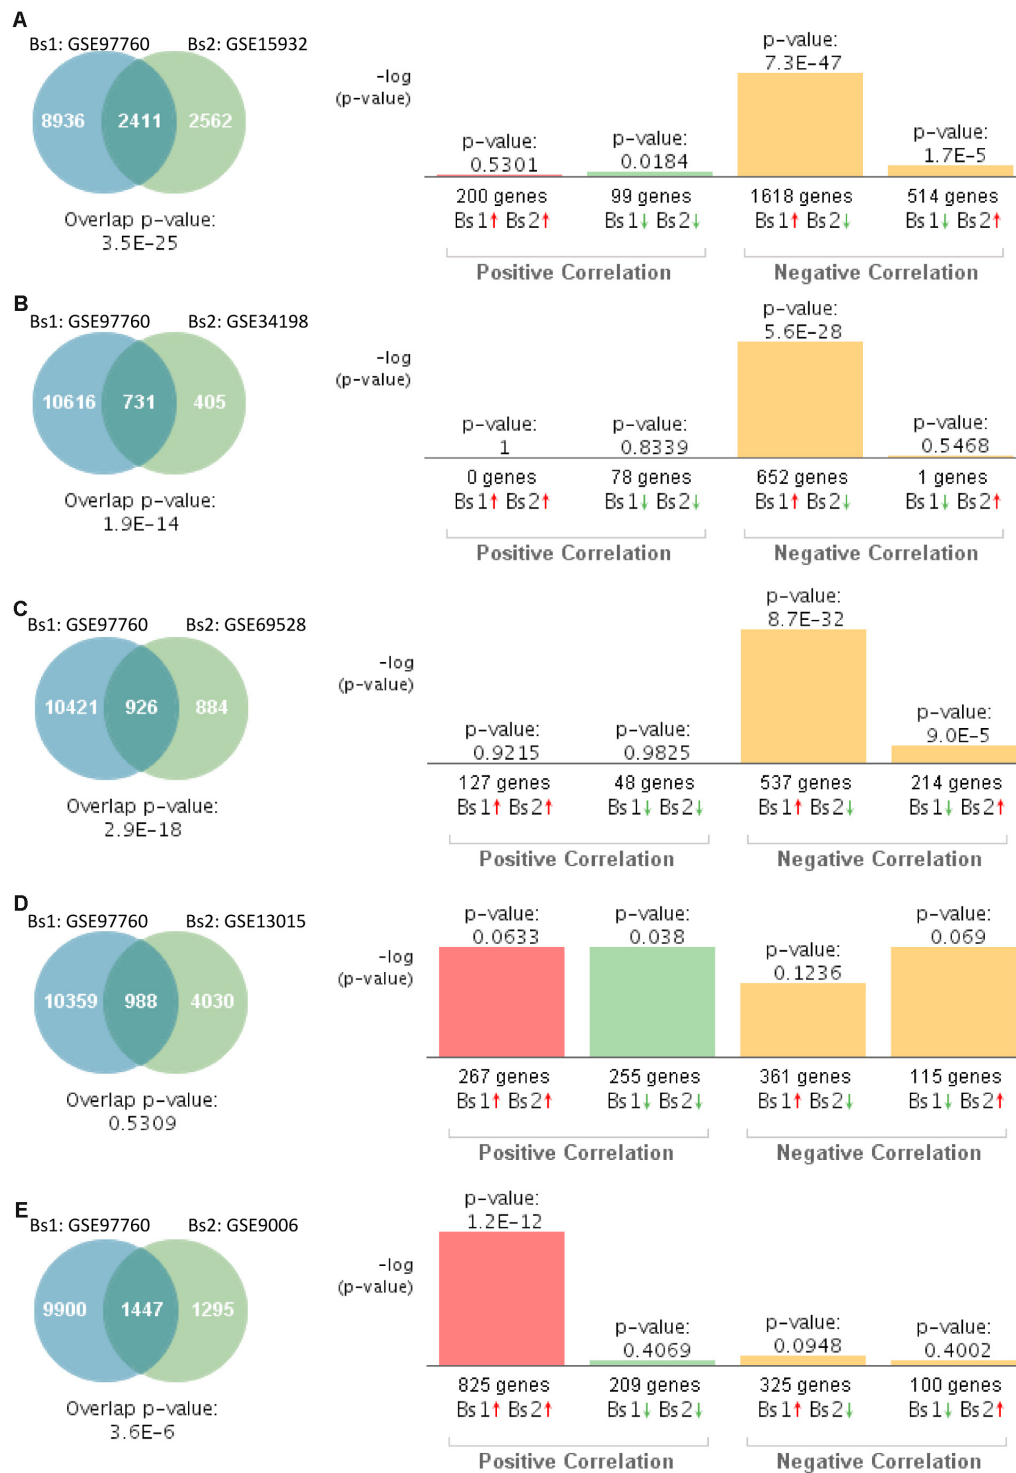 A
Bs1: GSE97760 Bs2: GSE15932
8936 2411 2562
Overlap p-value:
3.5E-25
-log
(p-value)
p-value:
0.5301
p-value:
0.0184
p-value:
7.3E-47
p-value:
1.7E-5
200 genes 99 genes 1618 genes 514 genes
Bs1↑ Bs2↑ Bs1↓ Bs2↓ Bs1↑ Bs2↓ Bs1↓ Bs2↑
Positive Correlation Negative Correlation
B
Bs1: GSE97760 Bs2: GSE34198
10616 731 405
Overlap p-value:
1.9E-14
-log
(p-value)
p-value:
1
p-value:
0.8339
p-value:
5.6E-28
p-value:
0.5468
0 genes 78 genes 652 genes 1 genes
Bs1↑ Bs2↑ Bs1↓ Bs2↓ Bs1↑ Bs2↓ Bs1↓ Bs2↑
Positive Correlation Negative Correlation
C
Bs1: GSE97760 Bs2: GSE69528
10421 926 884
Overlap p-value:
2.9E-18
-log
(p-value)
p-value:
0.9215
p-value:
0.9825
p-value:
8.7E-32
p-value:
9.0E-5
127 genes 48 genes 537 genes 214 genes
Bs1↑ Bs2↑ Bs1↓ Bs2↓ Bs1↑ Bs2↓ Bs1↓ Bs2↑
Positive Correlation Negative Correlation
D
Bs1: GSE97760 Bs2: GSE13015
10359 988 4030
Overlap p-value:
0.5309
-log
(p-value)
p-value:
0.0633
p-value:
0.038
p-value:
0.1236
p-value:
0.069
267 genes 255 genes 361 genes 115 genes
Bs1↑ Bs2↑ Bs1↓ Bs2↓ Bs1↑ Bs2↓ Bs1↓ Bs2↑
Positive Correlation Negative Correlation
E
Bs1: GSE97760 Bs2: GSE9006
9900 1447 1295
Overlap p-value:
3.6E-6
-log
(p-value)
p-value:
1.2E-12
p-value:
0.4069
p-value:
0.0948
p-value:
0.4002
825 genes 209 genes 325 genes 100 genes
Bs1↑ Bs2↑ Bs1↓ Bs2↓ Bs1↑ Bs2↓ Bs1↓ Bs2↑
Positive Correlation Negative Correlation